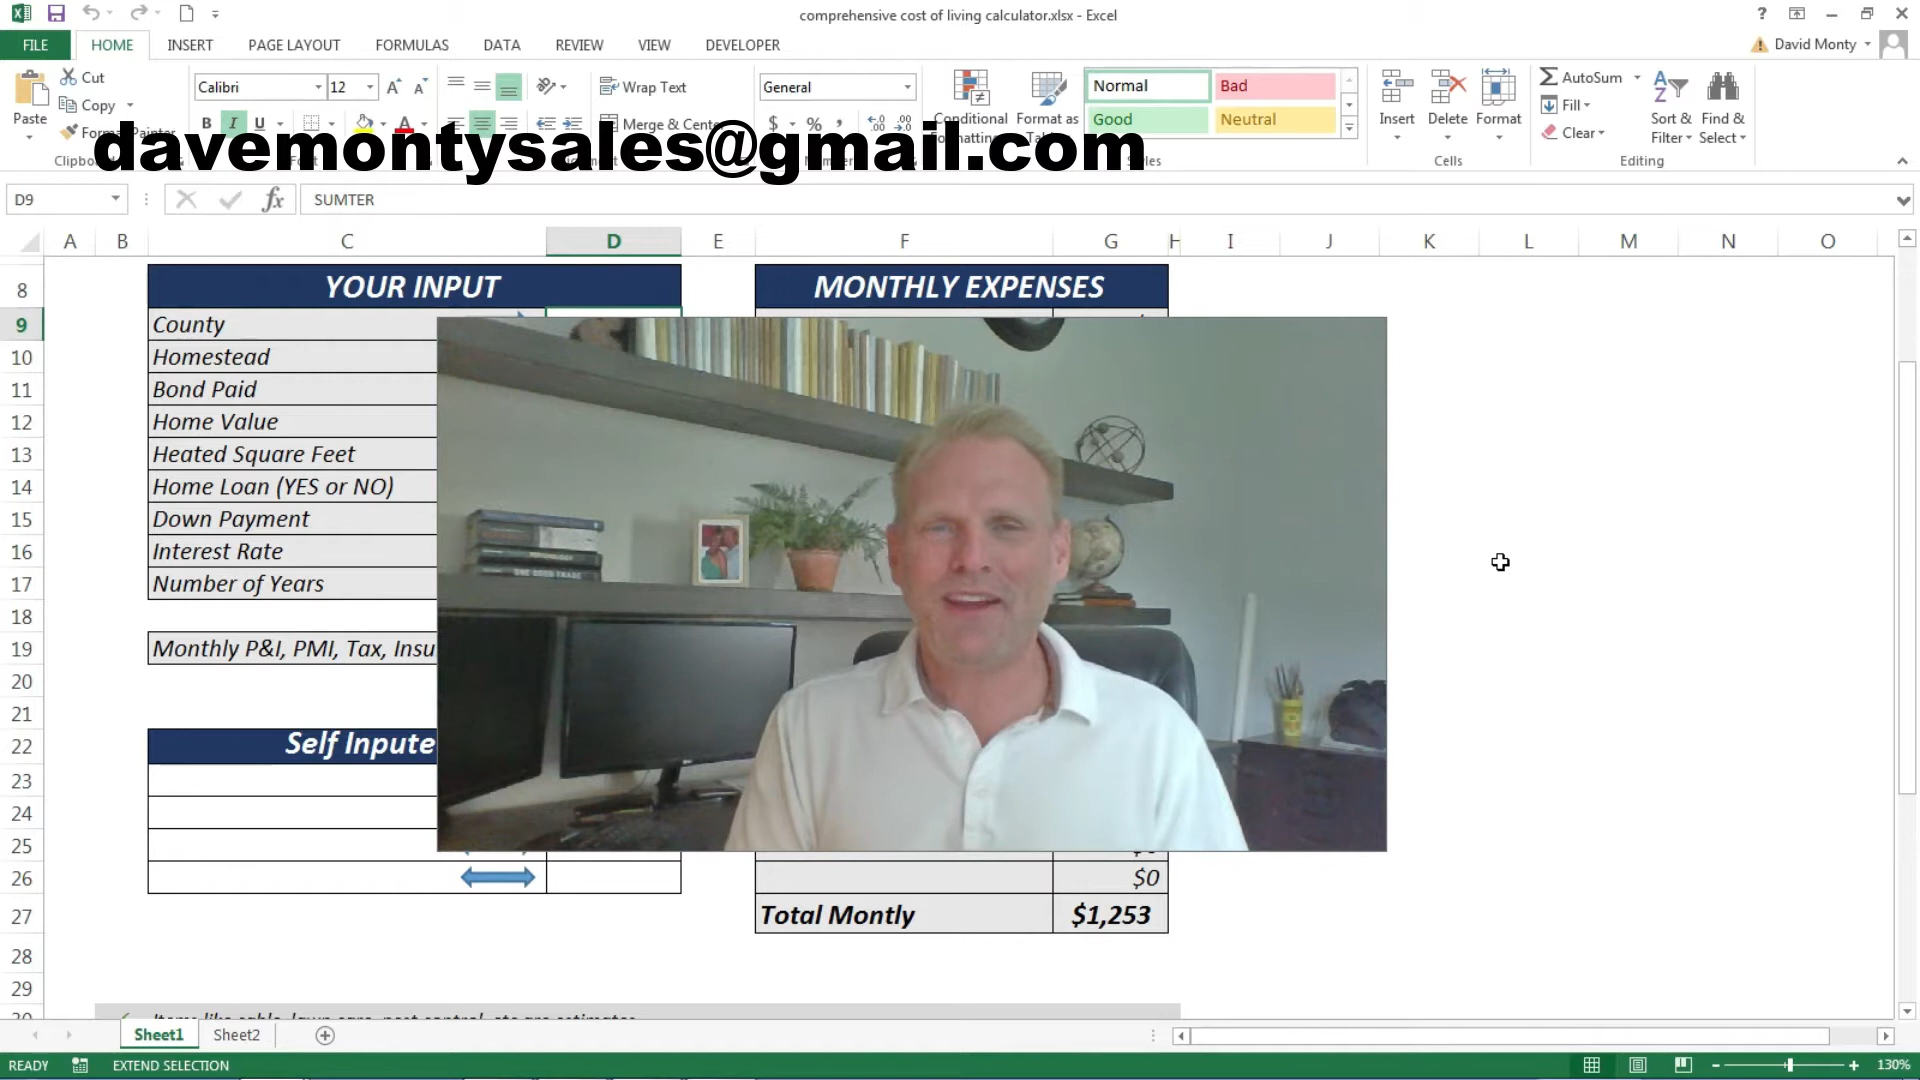 comprehensive cost of living calculator.xlsx - Excel
?
FILE HOME INSERT PAGE LAYOUT FORMULAS DATA REVIEW VIEW DEVELOPER
David Monty
Cut
Copy
Paste
Calibri 12
B I U
Wrap Text
General
$ % ,
Conditional
Format as
Normal
Bad
Good
Neutral
Styles
Insert
Delete
Format
Cells
AutoSum
Fill
Clear
Sort &
Filter
Find &
Select
Editing
davemontysales@gmail.com
D9 fx SUMTER
A B C D E F G H I J K L M N O
8 YOUR INPUT MONTHLY EXPENSES
9 County
10 Homestead
11 Bond Paid
12 Home Value
13 Heated Square Feet
14 Home Loan (YES or NO)
15 Down Payment
16 Interest Rate
17 Number of Years
18
19 Monthly P&I, PMI, Tax, Insu
20
21
22 Self Inpute
23
24
25
26 $0
27 Total Montly $1,253
28
29
Sheet1 Sheet2
READY EXTEND SELECTION 130%